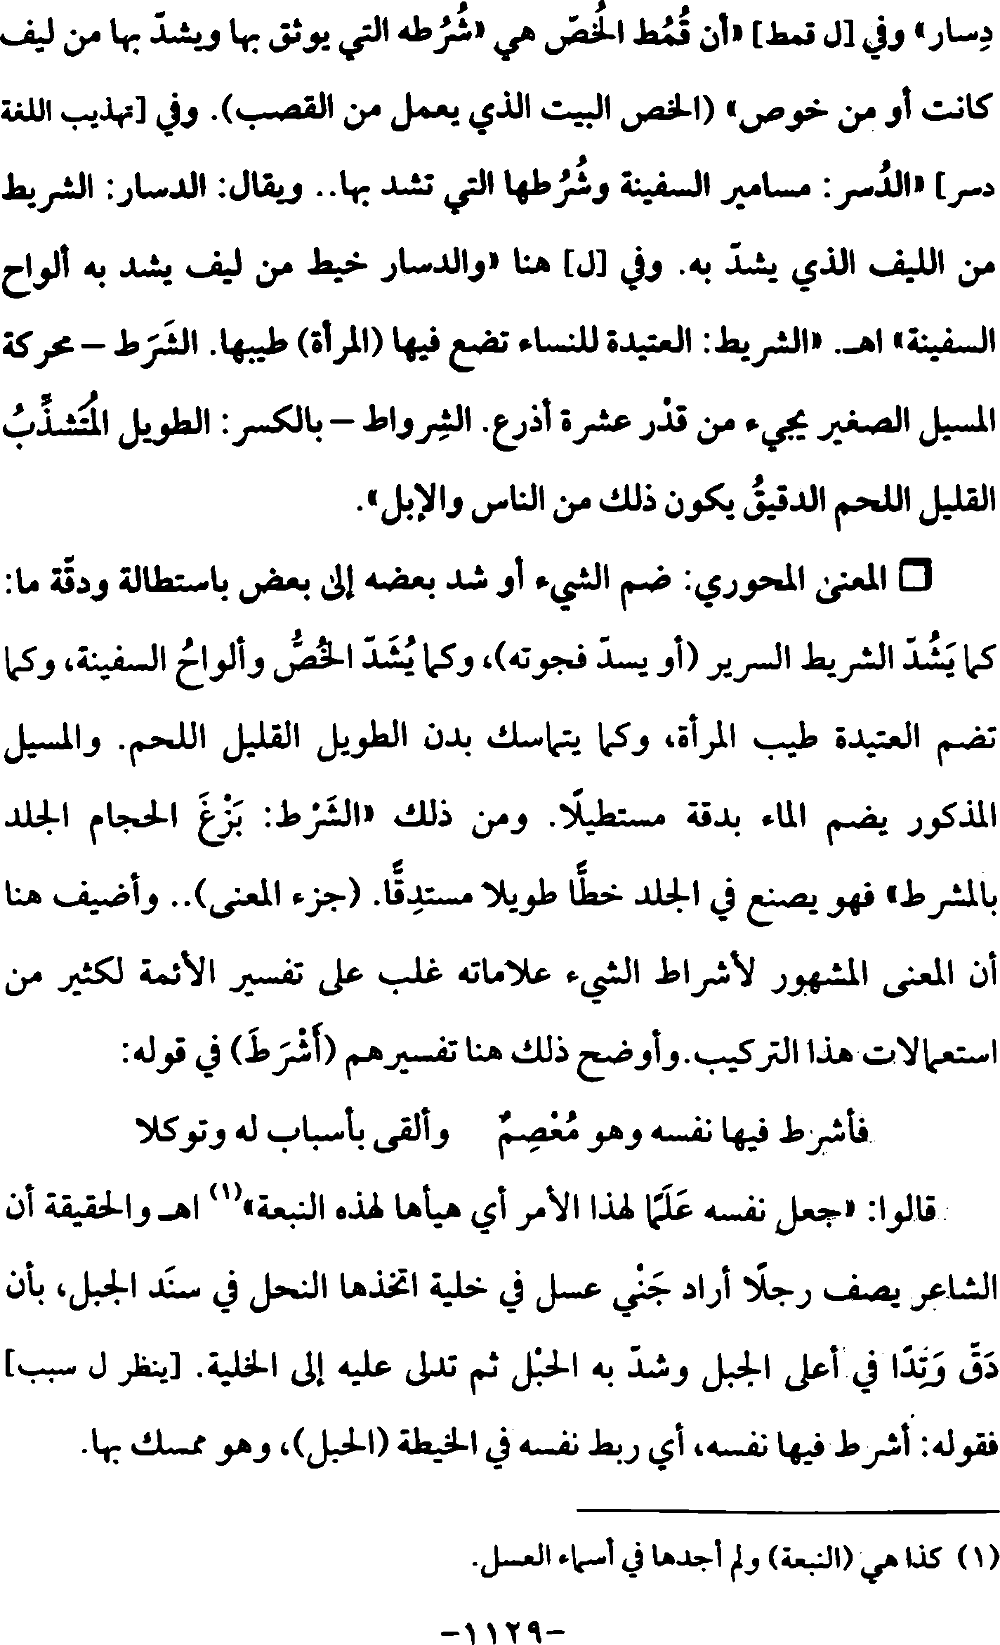 دِسار» وفي [ل قمط] «أن قُمُط الخُصّ هي «شُرُطه التي يوثق بها ويشدّ بها من ليف
كانت أو من خوص» (الخص البيت الذي يعمل من القصب). وفي [تهذيب اللغة
دسر] «الدُسر: مسامير السفينة وشُرُطها التي تشد بها.. ويقال: الدسار: الشريط
من الليف الذي يشدّ به. وفي [ل] هنا «والدسار خيط من ليف يشد به ألواح
السفينة» اهـ. «الشريط: العتيدة للنساء تضع فيها (المرأة) طيبها. الشَرَط – محركة
المسيل الصغير يجيء من قدْر عشرة أذرع. الشِرواط – بالكسر: الطويل المُتَشذِّبُ
القليل اللحم الدقيقُ يكون ذلك من الناس والإبل».
□ المعنى المحوري: ضم الشيء أو شد بعضه إلى بعض باستطالة ودقّة ما:
كما يَشُدّ الشريط السرير (أو يسدّ فجوته)، وكما يُشَدّ الخُصُّ وألواحُ السفينة، وكما
تضم العتيدة طيب المرأة، وكما يتماسك بدن الطويل القليل اللحم. والمسيل
المذكور يضم الماء بدقة مستطيلًا. ومن ذلك «الشَرْط: بَزْغَ الحجام الجلد
بالمشرط» فهو يصنع في الجلد خطًّا طويلا مستدِقًّا. (جزء المعنى).. وأضيف هنا
أن المعنى المشهور لأشراط الشيء علاماته غلب على تفسير الأئمة لكثير من
استعمالات هذا التركيب. وأوضح ذلك هنا تفسيرهم (أَشْرَطَ) في قوله:
فأشرط فيها نفسه وهو مُعْصِمٌ وألقى بأسباب له وتوكلا
قالوا: «جعل نفسه عَلَمًا لهذا الأمر أي هيأها لهذه النبعة»(١) اهـ والحقيقة أن
الشاعر يصف رجلًا أراد جَنْي عسل في خلية اتخذها النحل في سنَد الجبل، بأن
دَقَّ وَتِدًا في أعلى الجبل وشدّ به الحبْل ثم تدلى عليه إلى الخلية. [ينظر ل سبب]
فقوله: أشرط فيها نفسه، أي ربط نفسه في الخيطة (الحبل)، وهو ممسك بها.
(١) كذا هي (النبعة) ولم أجدها في أسماء العسل.
-١١٢٩-